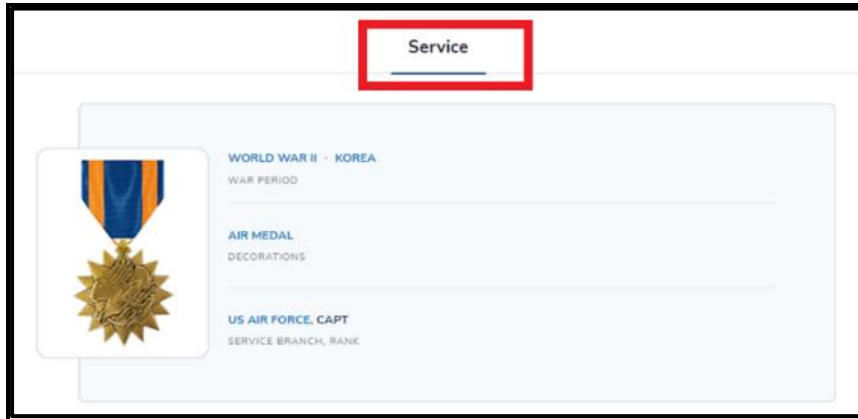 Service
WORLD WAR II · KOREA
WAR PERIOD
AIR MEDAL
DECORATIONS
US AIR FORCE, CAPT
SERVICE BRANCH, RANK